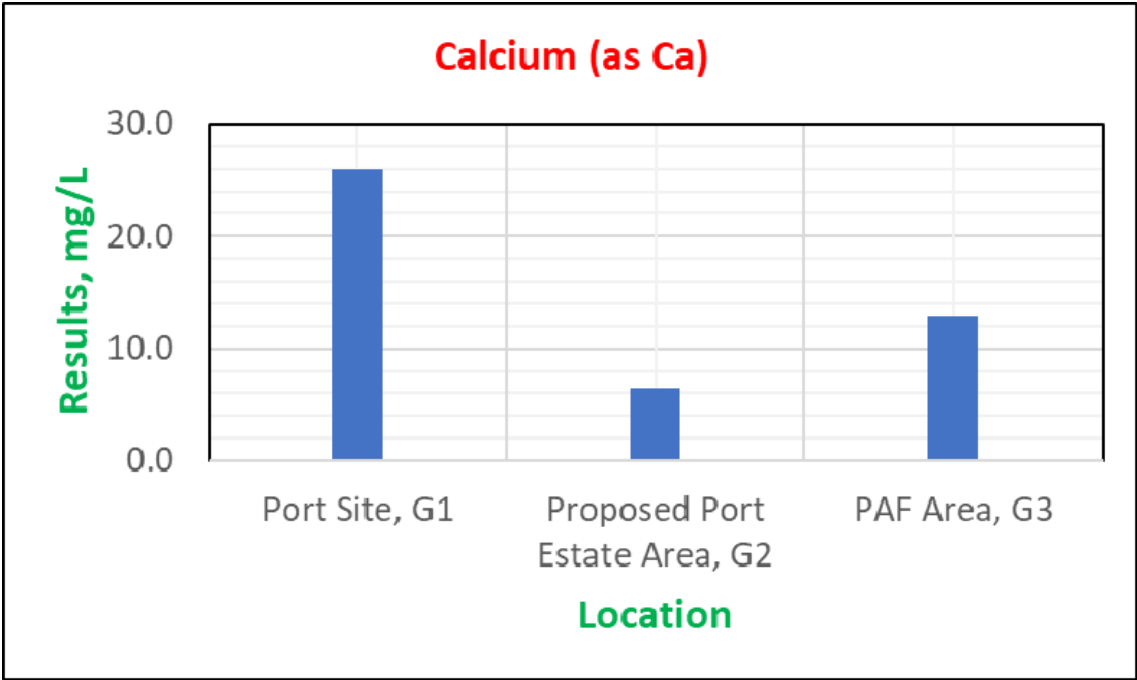 Calcium (as Ca)
Results, mg/L
30.0
20.0
10.0
0.0
Port Site, G1
Proposed Port
Estate Area, G2
PAF Area, G3
Location